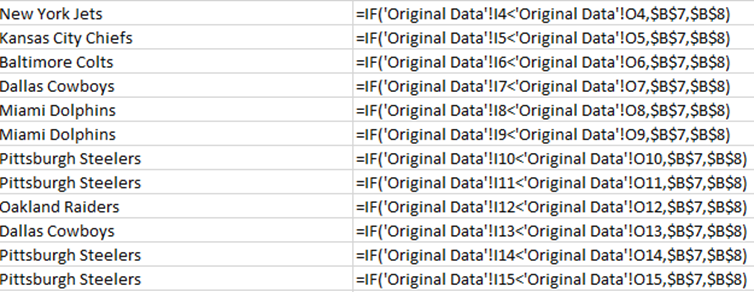 New York Jets =IF('Original Data'!I4<'Original Data'!O4,$B$7,$B$8)
Kansas City Chiefs =IF('Original Data'!I5<'Original Data'!O5,$B$7,$B$8)
Baltimore Colts =IF('Original Data'!I6<'Original Data'!O6,$B$7,$B$8)
Dallas Cowboys =IF('Original Data'!I7<'Original Data'!O7,$B$7,$B$8)
Miami Dolphins =IF('Original Data'!I8<'Original Data'!O8,$B$7,$B$8)
Miami Dolphins =IF('Original Data'!I9<'Original Data'!O9,$B$7,$B$8)
Pittsburgh Steelers =IF('Original Data'!I10<'Original Data'!O10,$B$7,$B$8)
Pittsburgh Steelers =IF('Original Data'!I11<'Original Data'!O11,$B$7,$B$8)
Oakland Raiders =IF('Original Data'!I12<'Original Data'!O12,$B$7,$B$8)
Dallas Cowboys =IF('Original Data'!I13<'Original Data'!O13,$B$7,$B$8)
Pittsburgh Steelers =IF('Original Data'!I14<'Original Data'!O14,$B$7,$B$8)
Pittsburgh Steelers =IF('Original Data'!I15<'Original Data'!O15,$B$7,$B$8)